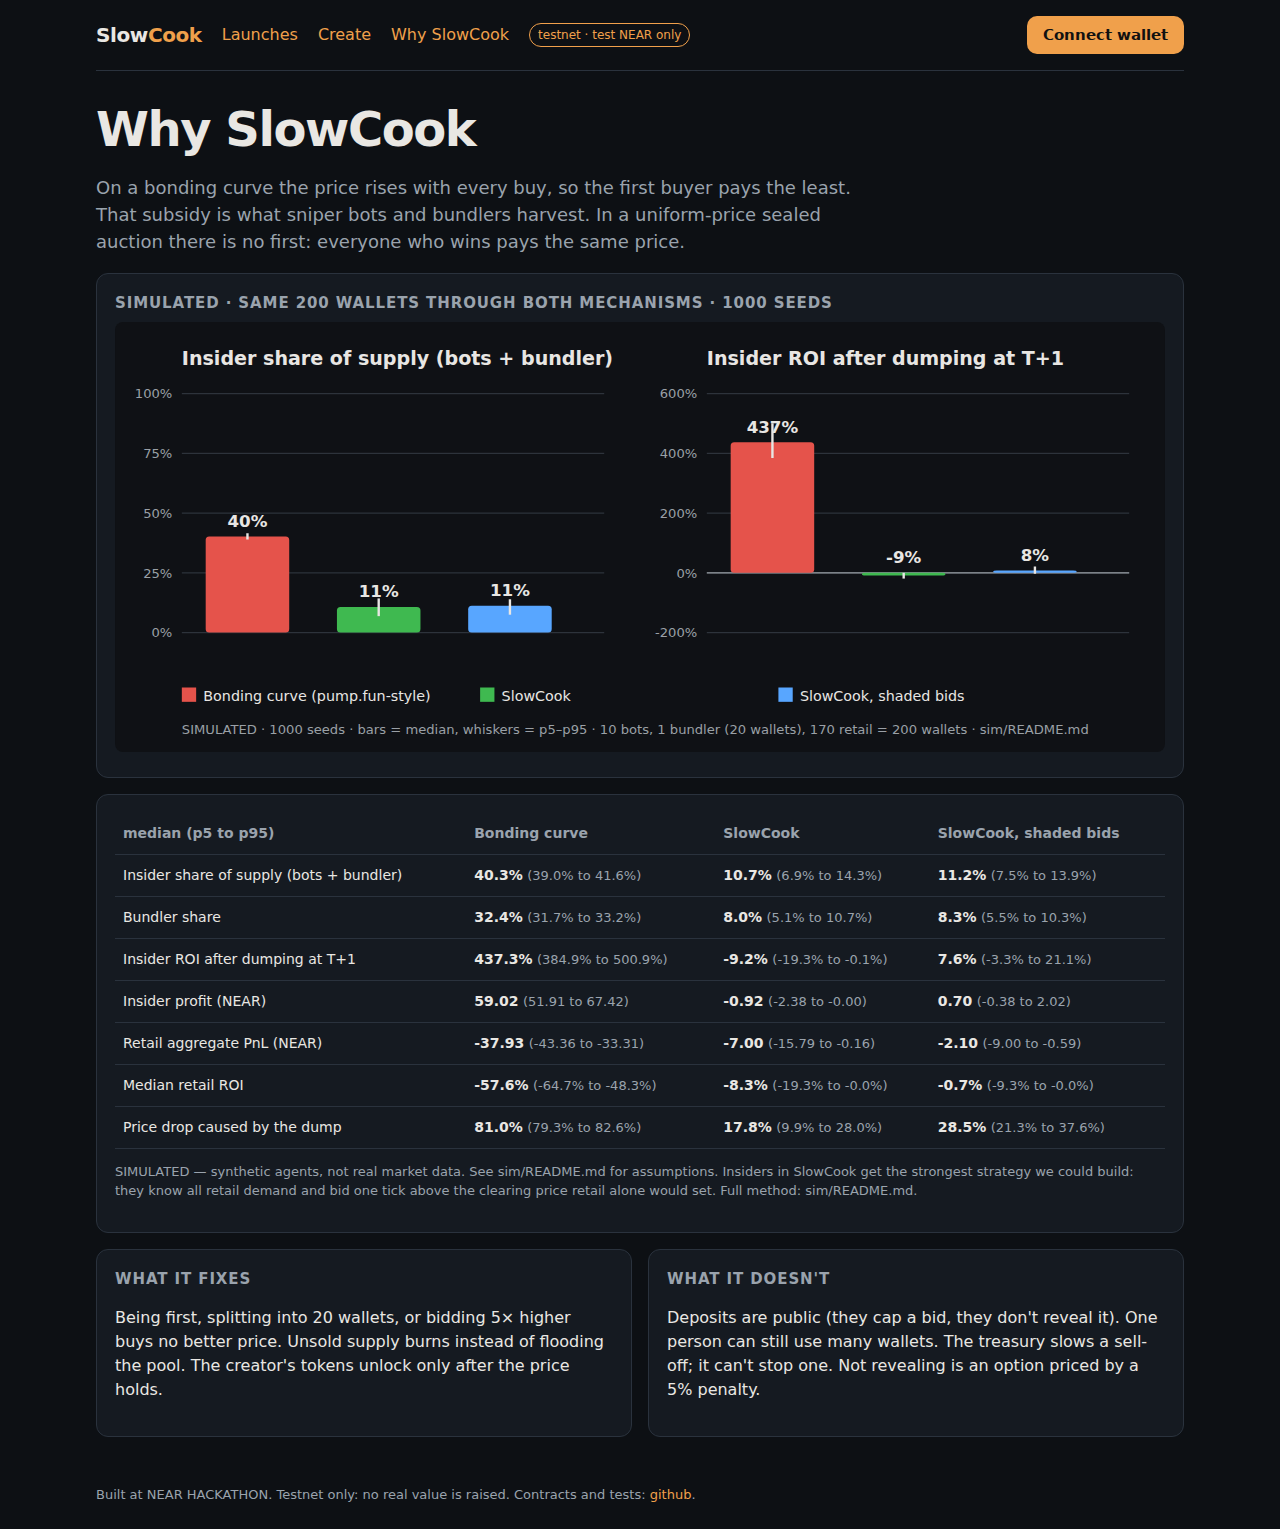 SlowCook Launches Create Why SlowCook testnet · test NEAR only Connect wallet
Why SlowCook
On a bonding curve the price rises with every buy, so the first buyer pays the least.
That subsidy is what sniper bots and bundlers harvest. In a uniform-price sealed
auction there is no first: everyone who wins pays the same price.
SIMULATED · SAME 200 WALLETS THROUGH BOTH MECHANISMS · 1000 SEEDS
Insider share of supply (bots + bundler)
100%
75%
50%
25%
0%
40%
11%
11%
Insider ROI after dumping at T+1
600%
400%
200%
0%
-200%
437%
-9%
8%
Bonding curve (pump.fun-style) SlowCook SlowCook, shaded bids
SIMULATED · 1000 seeds · bars = median, whiskers = p5–p95 · 10 bots, 1 bundler (20 wallets), 170 retail = 200 wallets · sim/README.md
median (p5 to p95) Bonding curve SlowCook SlowCook, shaded bids
Insider share of supply (bots + bundler) 40.3% (39.0% to 41.6%) 10.7% (6.9% to 14.3%) 11.2% (7.5% to 13.9%)
Bundler share 32.4% (31.7% to 33.2%) 8.0% (5.1% to 10.7%) 8.3% (5.5% to 10.3%)
Insider ROI after dumping at T+1 437.3% (384.9% to 500.9%) -9.2% (-19.3% to -0.1%) 7.6% (-3.3% to 21.1%)
Insider profit (NEAR) 59.02 (51.91 to 67.42) -0.92 (-2.38 to -0.00) 0.70 (-0.38 to 2.02)
Retail aggregate PnL (NEAR) -37.93 (-43.36 to -33.31) -7.00 (-15.79 to -0.16) -2.10 (-9.00 to -0.59)
Median retail ROI -57.6% (-64.7% to -48.3%) -8.3% (-19.3% to -0.0%) -0.7% (-9.3% to -0.0%)
Price drop caused by the dump 81.0% (79.3% to 82.6%) 17.8% (9.9% to 28.0%) 28.5% (21.3% to 37.6%)
SIMULATED — synthetic agents, not real market data. See sim/README.md for assumptions. Insiders in SlowCook get the strongest strategy we could build:
they know all retail demand and bid one tick above the clearing price retail alone would set. Full method: sim/README.md.
WHAT IT FIXES
Being first, splitting into 20 wallets, or bidding 5× higher
buys no better price. Unsold supply burns instead of flooding
the pool. The creator's tokens unlock only after the price
holds.
WHAT IT DOESN'T
Deposits are public (they cap a bid, they don't reveal it). One
person can still use many wallets. The treasury slows a sell-
off; it can't stop one. Not revealing is an option priced by a
5% penalty.
Built at NEAR HACKATHON. Testnet only: no real value is raised. Contracts and tests: github.